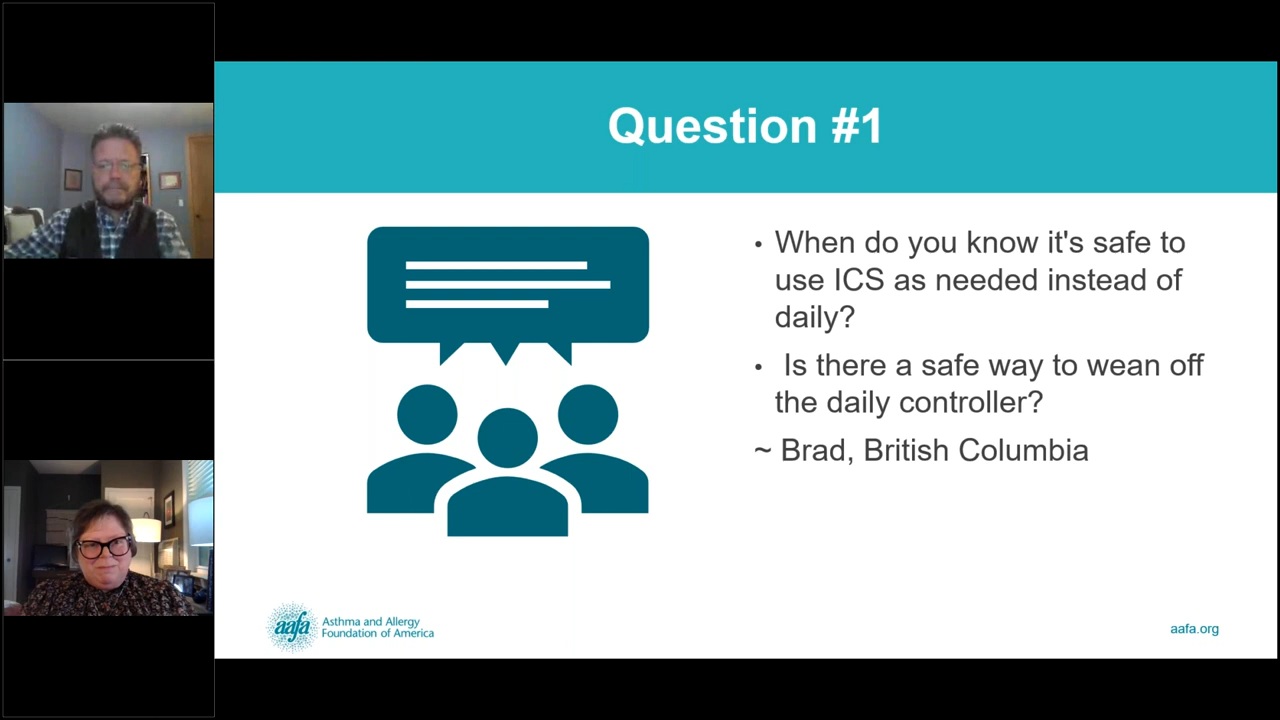 Question #1
• When do you know it's safe to
use ICS as needed instead of
daily?
• Is there a safe way to wean off
the daily controller?
~ Brad, British Columbia
aafa Asthma and Allergy
Foundation of America
aafa.org